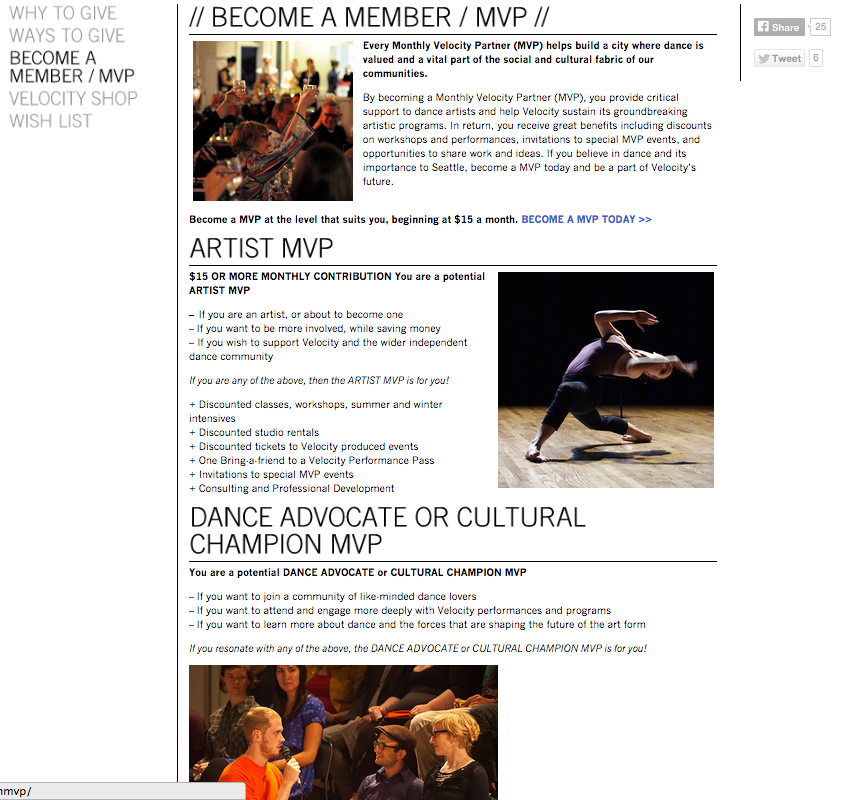 WHY TO GIVE
WAYS TO GIVE
BECOME A
MEMBER / MVP
VELOCITY SHOP
WISH LIST
// BECOME A MEMBER / MVP //
Every Monthly Velocity Partner (MVP) helps build a city where dance is
valued and a vital part of the social and cultural fabric of our
communities.
By becoming a Monthly Velocity Partner (MVP), you provide critical
support to dance artists and help Velocity sustain its groundbreaking
artistic programs. In return, you receive great benefits including discounts
on workshops and performances, invitations to special MVP events, and
opportunities to share work and ideas. If you believe in dance and its
importance to Seattle, become a MVP today and be a part of Velocity's
future.
Become a MVP at the level that suits you, beginning at $15 a month. BECOME A MVP TODAY >>
ARTIST MVP
$15 OR MORE MONTHLY CONTRIBUTION You are a potential
ARTIST MVP
– If you are an artist, or about to become one
– If you want to be more involved, while saving money
– If you wish to support Velocity and the wider independent
dance community
If you are any of the above, then the ARTIST MVP is for you!
+ Discounted classes, workshops, summer and winter
intensives
+ Discounted studio rentals
+ Discounted tickets to Velocity produced events
+ One Bring-a-friend to a Velocity Performance Pass
+ Invitations to special MVP events
+ Consulting and Professional Development
DANCE ADVOCATE OR CULTURAL
CHAMPION MVP
You are a potential DANCE ADVOCATE or CULTURAL CHAMPION MVP
– If you want to join a community of like-minded dance lovers
– If you want to attend and engage more deeply with Velocity performances and programs
– If you want to learn more about dance and the forces that are shaping the future of the art form
If you resonate with any of the above, the DANCE ADVOCATE or CULTURAL CHAMPION MVP is for you!
Share 25
Tweet 6
mvp/